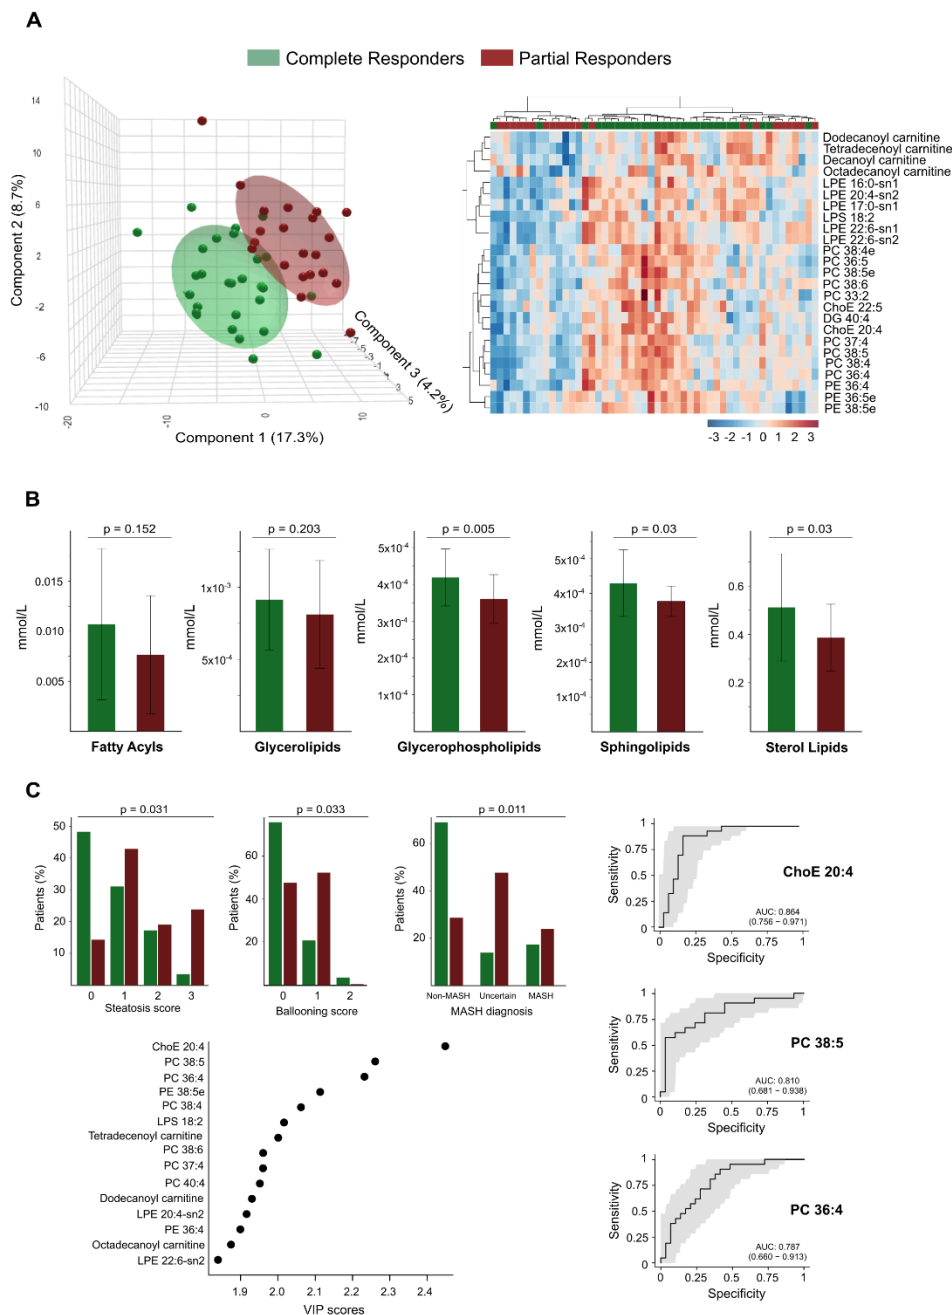 A
Complete Responders
Partial Responders
14
10
6
2
-2
-6
-10
Component 2 (8.7%)
-20
-10
0
10
15
Component 1 (17.3%)
Component 3 (4.2%)
-5
-3
-1
1
3
5
Dodecanoyl carnitine
Tetradecenoyl carnitine
Decanoyl carnitine
Octadecanoyl carnitine
LPE 16:0-sn1
LPE 20:4-sn2
LPE 17:0-sn1
LPS 18:2
LPE 22:6-sn1
LPE 22:6-sn2
PC 38:4e
PC 36:5
PC 38:5e
PC 38:6
PC 33:2
ChoE 22:5
DG 40:4
ChoE 20:4
PC 37:4
PC 38:5
PC 38:4
PC 36:4
PE 36:4
PE 36:5e
PE 38:5e
-3 -2 -1 0 1 2 3
B
p = 0.152
mmol/L
0.015
0.010
0.005
Fatty Acyls
p = 0.203
mmol/L
1x10⁻³
5x10⁻⁴
Glycerolipids
p = 0.005
mmol/L
5x10⁻⁴
4x10⁻⁴
3x10⁻⁴
2x10⁻⁴
1x10⁻⁴
Glycerophospholipids
p = 0.03
mmol/L
5x10⁻⁴
4x10⁻⁴
3x10⁻⁴
2x10⁻⁴
1x10⁻⁴
Sphingolipids
p = 0.03
mmol/L
0.6
0.4
0.2
Sterol Lipids
C
p = 0.031
Patients (%)
50
40
30
20
10
0 1 2 3
Steatosis score
p = 0.033
Patients (%)
60
40
20
0 1 2
Ballooning score
p = 0.011
Patients (%)
60
40
20
Non-MASH Uncertain MASH
MASH diagnosis
ChoE 20:4
PC 38:5
PC 36:4
PE 38:5e
PC 38:4
LPS 18:2
Tetradecenoyl carnitine
PC 38:6
PC 37:4
PC 40:4
Dodecanoyl carnitine
LPE 20:4-sn2
PE 36:4
Octadecanoyl carnitine
LPE 22:6-sn2
1.9 2.0 2.1 2.2 2.3 2.4
VIP scores
Sensitivity
1
0.75
0.5
0.25
0
ChoE 20:4
AUC: 0.864
(0.756 – 0.971)
0 0.25 0.5 0.75 1
Specificity
Sensitivity
1
0.75
0.5
0.25
0
PC 38:5
AUC: 0.810
(0.681 – 0.938)
0 0.25 0.5 0.75 1
Specificity
Sensitivity
1
0.75
0.5
0.25
0
PC 36:4
AUC: 0.787
(0.660 – 0.913)
0 0.25 0.5 0.75 1
Specificity